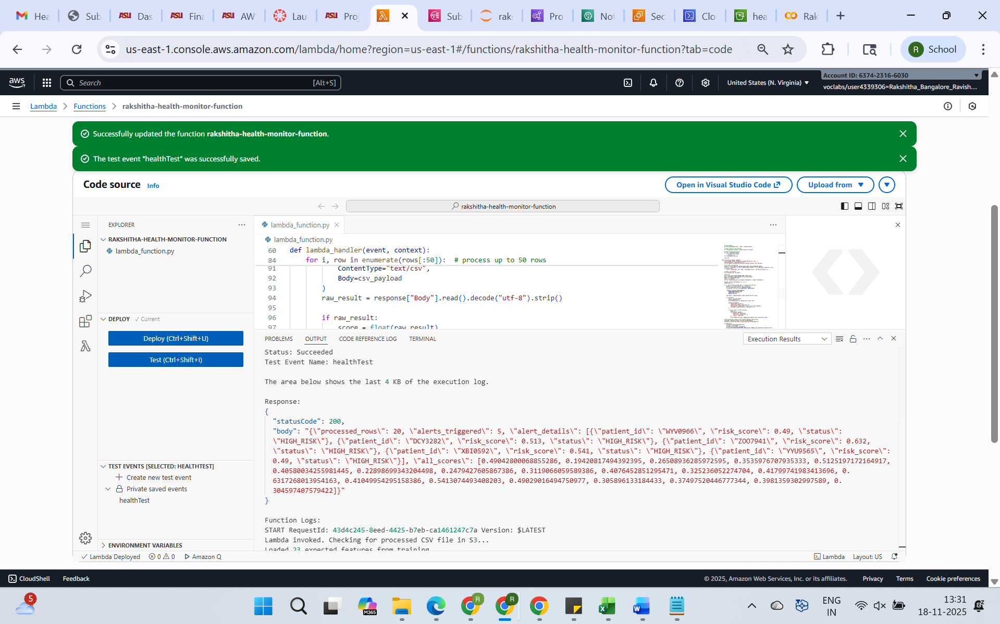 Hea
Sub
ASU Das
ASU Fina
ASU AW
Lau
ASU Proj
Sub
raks
Pro
Not
Sec
Clo
hea
Rak
us-east-1.console.aws.amazon.com/lambda/home?region=us-east-1#/functions/rakshitha-health-monitor-function?tab=code
R School
aws
Search [Alt+S]
United States (N. Virginia)
Account ID: 6374-2316-6030
voclabs/user4339306=Rakshitha_Bangalore_Ravish...
Lambda > Functions > rakshitha-health-monitor-function
Successfully updated the function rakshitha-health-monitor-function.
The test event "healthTest" was successfully saved.
Code source Info
Open in Visual Studio Code
Upload from
rakshitha-health-monitor-function
EXPLORER
RAKSHITHA-HEALTH-MONITOR-FUNCTION
lambda_function.py
DEPLOY Current
Deploy (Ctrl+Shift+U)
Test (Ctrl+Shift+I)
TEST EVENTS [SELECTED: HEALTHTEST]
Create new test event
Private saved events
healthTest
ENVIRONMENT VARIABLES
lambda_function.py
lambda_function.py
60 def lambda_handler(event, context):
84 for i, row in enumerate(rows[:50]): # process up to 50 rows
91 ContentType="text/csv",
92 Body=csv_payload
93 )
94 raw_result = response["Body"].read().decode("utf-8").strip()
95
96 if raw_result:
97 score = float(raw_result)
PROBLEMS OUTPUT CODE REFERENCE LOG TERMINAL
Execution Results
Status: Succeeded
Test Event Name: healthTest
The area below shows the last 4 KB of the execution log.
Response:
{
"statusCode": 200,
"body": "{\"processed_rows\": 20, \"alerts_triggered\": 5, \"alert_details\": [{\"patient_id\": \"WYV0966\", \"risk_score\": 0.49, \"status\":
\"HIGH_RISK\"}, {\"patient_id\": \"DCY3282\", \"risk_score\": 0.513, \"status\": \"HIGH_RISK\"}, {\"patient_id\": \"ZOO7941\", \"risk_score\": 0.632,
\"status\": \"HIGH_RISK\"}, {\"patient_id\": \"XBI0592\", \"risk_score\": 0.541, \"status\": \"HIGH_RISK\"}, {\"patient_id\": \"YYU9565\", \"risk_score\":
0.49, \"status\": \"HIGH_RISK\"}], \"all_scores\": [0.49042800068855286, 0.19420817494392395, 0.26508936285972595, 0.3535976707935333, 0.5125197172164917,
0.40580034255981445, 0.22898699343204498, 0.2479427605867386, 0.3119066059589386, 0.4076452851295471, 0.325236052274704, 0.41799741983413696, 0.
6317268013954163, 0.41049954295158386, 0.5413074493408203, 0.49029016494750977, 0.305896133184433, 0.37497520446777344, 0.3981359302997589, 0.
304597407579422]}"
}
Function Logs:
START RequestId: 43d4c245-8eed-4425-b7eb-ca1461247c7a Version: $LATEST
Lambda invoked. Checking for processed CSV file in S3...
Loaded 23 expected features from training
Lambda Deployed 0 0 Amazon Q
Lambda Layout: US
CloudShell Feedback
© 2025, Amazon Web Services, Inc. or its affiliates. Privacy Terms Cookie preferences
5
M365
R
R
ENG
IN
13:31
18-11-2025